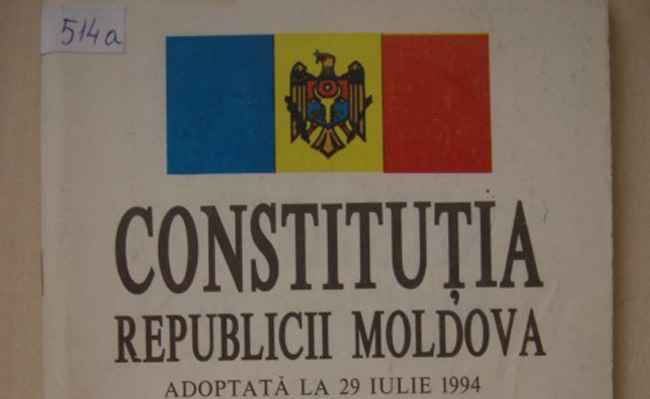 514a
CONSTITUȚIA
REPUBLICII MOLDOVA
ADOPTATĂ LA 29 IULIE 1994